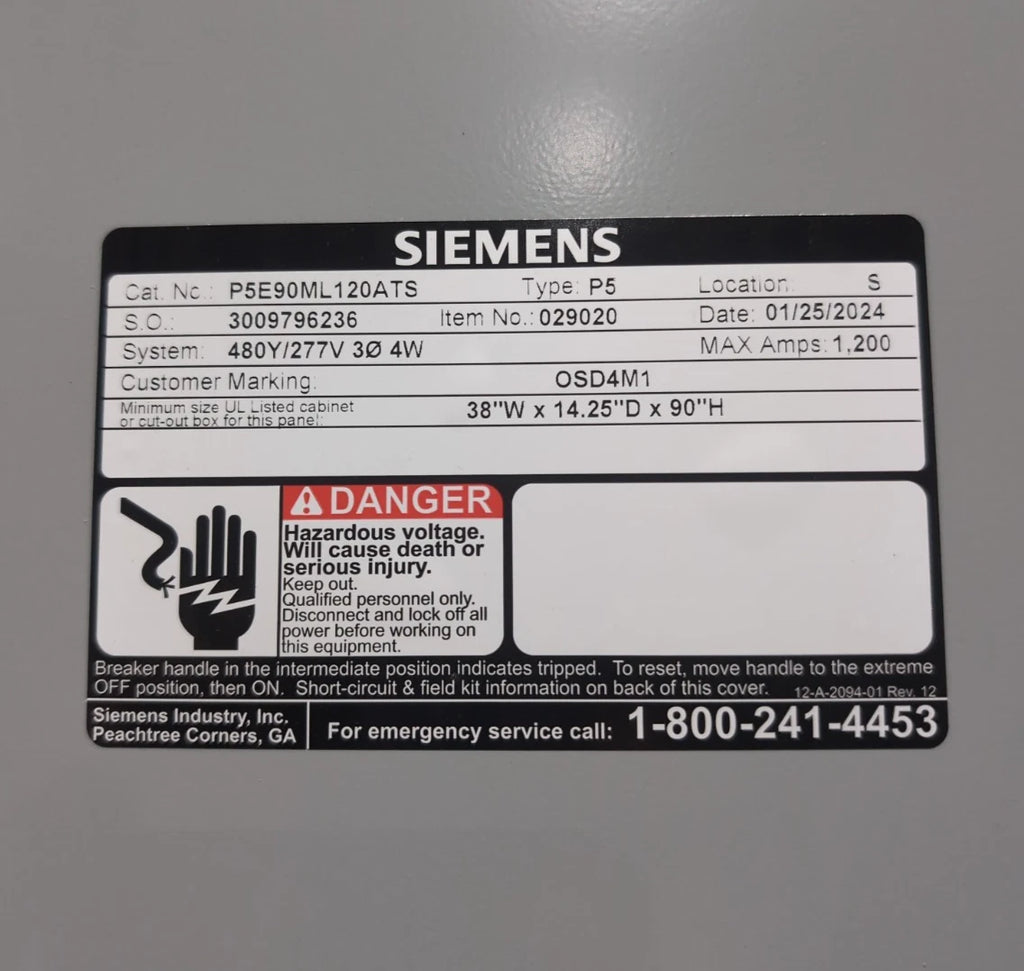 SIEMENS
Cat. No.: P5E90ML120ATS Type: P5 Location: S
S.O.: 3009796236 Item No.: 029020 Date: 01/25/2024
System: 480Y/277V 3Ø 4W MAX Amps: 1,200
Customer Marking: OSD4M1
Minimum size UL Listed cabinet
or cut-out box for this panel: 38"W x 14.25"D x 90"H
DANGER
Hazardous voltage.
Will cause death or
serious injury.
Keep out.
Qualified personnel only.
Disconnect and lock off all
power before working on
this equipment.
Breaker handle in the intermediate position indicates tripped. To reset, move handle to the extreme
OFF position, then ON. Short-circuit & field kit information on back of this cover. 12-A-2094-01 Rev. 12
Siemens Industry, Inc.
Peachtree Corners, GA
For emergency service call: 1-800-241-4453